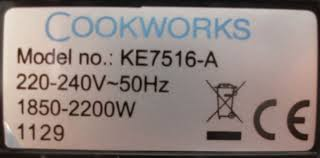 COOKWORKS
Model no.: KE7516-A
220-240V~50Hz
1850-2200W
1129
CE